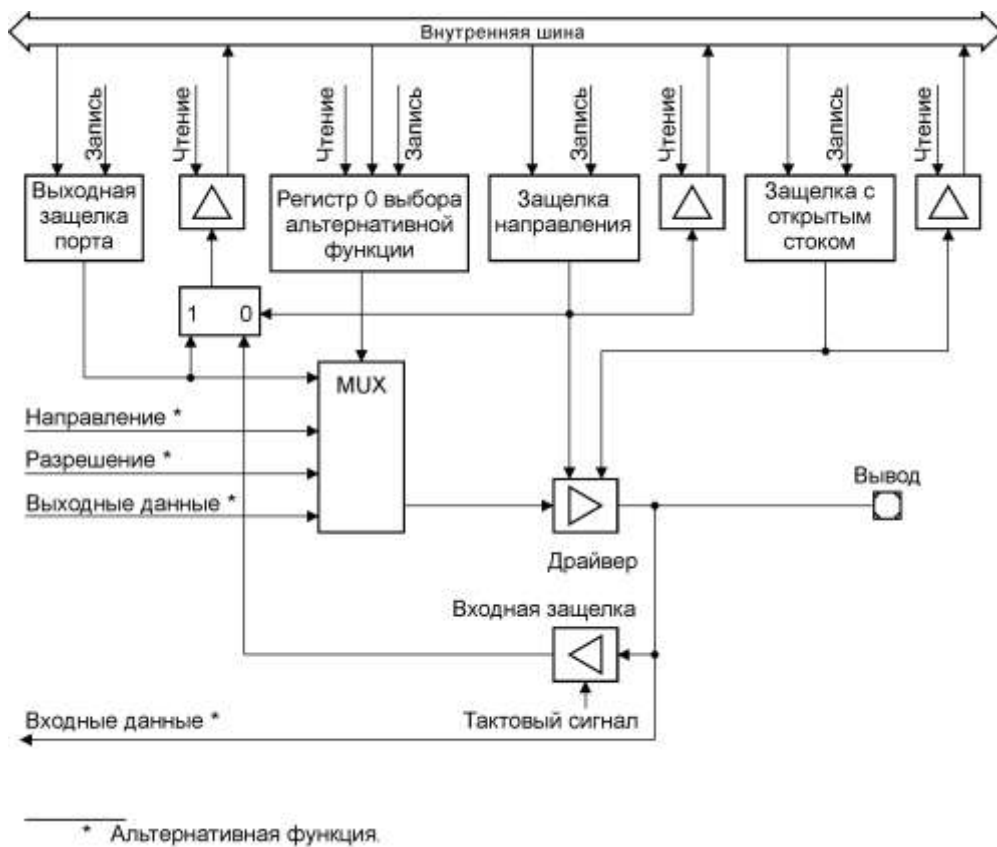 Внутренняя шина
Запись
Чтение
Чтение
Запись
Запись
Чтение
Запись
Чтение
Выходная
защелка
порта
Регистр 0 выбора
альтернативной
функции
Защелка
направления
Защелка с
открытым
стоком
1 0
MUX
Направление *
Разрешение *
Выходные данные *
Вывод
Драйвер
Входная защелка
Тактовый сигнал
Входные данные *
* Альтернативная функция.